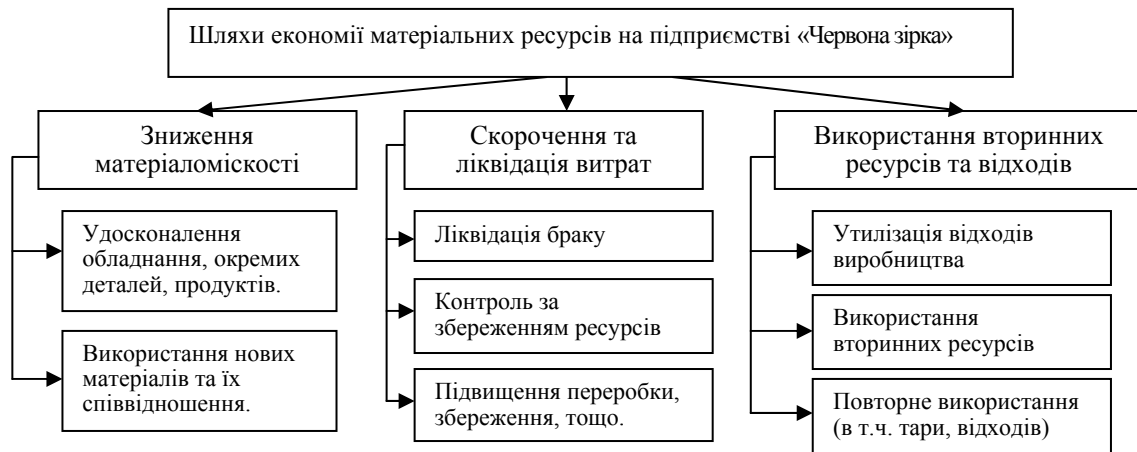 Шляхи економії матеріальних ресурсів на підприємстві «Червона зірка»
Зниження
матеріаломіскості
Удосконалення
обладнання, окремих
деталей, продуктів.
Використання нових
матеріалів та їх
співвідношення.
Скорочення та
ліквідація витрат
Ліквідація браку
Контроль за
збереженням ресурсів
Підвищення переробки,
збереження, тощо.
Використання вторинних
ресурсів та відходів
Утилізація відходів
виробництва
Використання
вторинних ресурсів
Повторне використання
(в т.ч. тари, відходів)